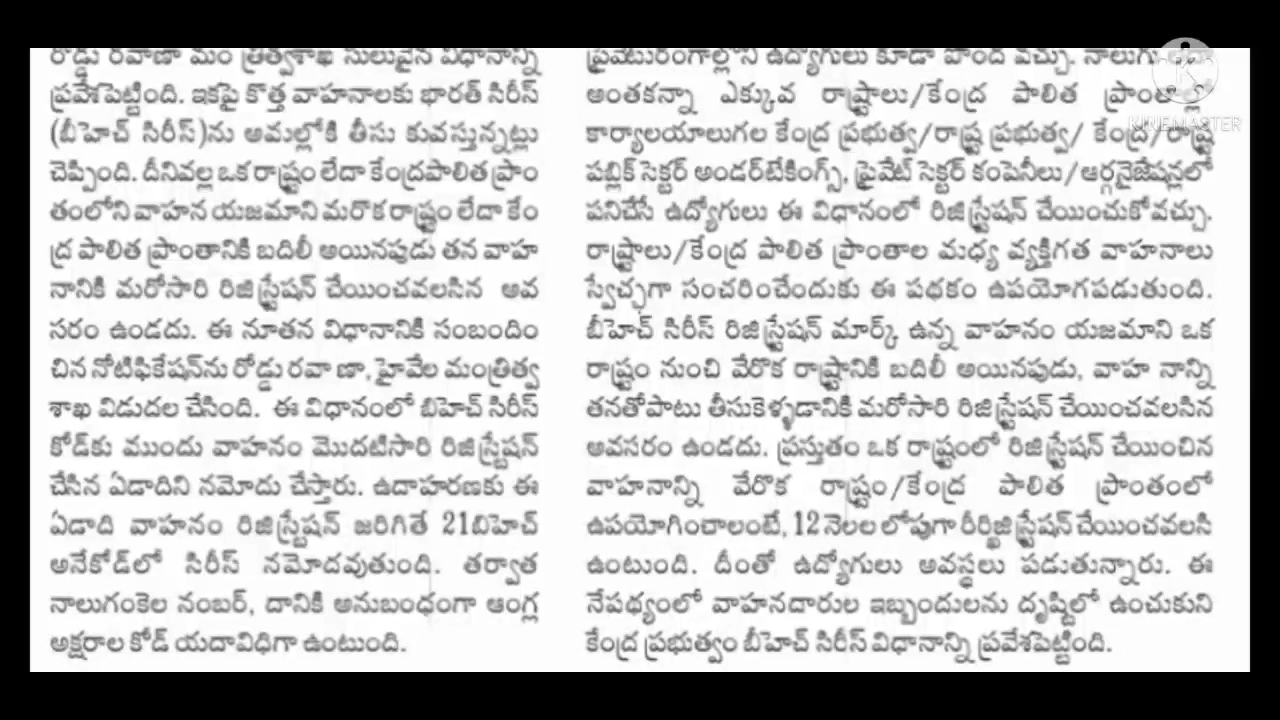 రోడ్డు రవాణా మం త్రిత్వశాఖ సులువైన విధానాన్ని
ప్రవేశపెట్టింది. ఇకపై కొత్త వాహనాలకు భారత్ సిరీస్
(బీహెచ్ సిరీస్)ను అమల్లోకి తీసు కువస్తున్నట్లు
చెప్పింది. దీనివల్ల ఒక రాష్ట్రం లేదా కేంద్రపాలిత ప్రాం
తంలోని వాహన యజమాని మరొక రాష్ట్రం లేదా కేం
ద్ర పాలిత ప్రాంతానికి బదిలీ అయినపుడు తన వాహ
నానికి మరోసారి రిజిస్ట్రేషన్ చేయించవలసిన అవ
సరం ఉండదు. ఈ నూతన విధానానికి సంబందిం
చిన నోటిఫికేషన్‌ను రోడ్డు రవా ణా, హైవేల మంత్రిత్వ
శాఖ విడుదల చేసింది. ఈ విధానంలో బిహెచ్ సిరీస్
కోడ్‌కు ముందు వాహనం మొదటిసారి రిజిస్ట్రేషన్
చేసిన ఏడాదిని నమోదు చేస్తారు. ఉదాహరణకు ఈ
ఏడాది వాహనం రిజిస్ట్రేషన్ జరిగితే 21బిహెచ్
అనేకోడ్‌లో సిరీస్ నమోదవుతుంది. తర్వాత
నాలుగంకెల నంబర్, దానికి అనుబంధంగా ఆంగ్ల
అక్షరాల కోడ్ యదావిధిగా ఉంటుంది.
ప్రైవేటురంగాల్లోని ఉద్యోగులు కూడా పొంద వచ్చు. నాలుగు లేదా
అంతకన్నా ఎక్కువ రాష్ట్రాలు/కేంద్ర పాలిత ప్రాంతాల్లో
కార్యాలయాలుగల కేంద్ర ప్రభుత్వ/రాష్ట్ర ప్రభుత్వ/ కేంద్ర/రాష్ట్ర
పబ్లిక్ సెక్టర్ అండర్‌టేకింగ్స్, ప్రైవేట్ సెక్టర్ కంపెనీలు/ఆర్గనైజేషన్లలో
పనిచేసే ఉద్యోగులు ఈ విధానంలో రిజిస్ట్రేషన్ చేయించుకోవచ్చు.
రాష్ట్రాలు/కేంద్ర పాలిత ప్రాంతాల మధ్య వ్యక్తిగత వాహనాలు
స్వేచ్ఛగా సంచరించేందుకు ఈ పథకం ఉపయోగపడుతుంది.
బీహెచ్ సిరీస్ రిజిస్ట్రేషన్ మార్క్ ఉన్న వాహనం యజమాని ఒక
రాష్ట్రం నుంచి వేరొక రాష్ట్రానికి బదిలీ అయినపుడు, వాహ నాన్ని
తనతోపాటు తీసుకెళ్ళడానికి మరోసారి రిజిస్ట్రేషన్ చేయించవలసిన
అవసరం ఉండదు. ప్రస్తుతం ఒక రాష్ట్రంలో రిజిస్ట్రేషన్ చేయించిన
వాహనాన్ని వేరొక రాష్ట్రం/కేంద్ర పాలిత ప్రాంతంలో
ఉపయోగించాలంటే, 12 నెలల లోపుగా చేయించవలసి
ఉంటుంది. దీంతో ఉద్యోగులు అవస్థలు పడుతున్నారు. ఈ
నేపథ్యంలో వాహనదారుల ఇబ్బందులను దృష్టిలో ఉంచుకుని
కేంద్ర ప్రభుత్వం బీహెచ్ సిరీస్ విధానాన్ని ప్రవేశపెట్టింది.
KINEMASTER